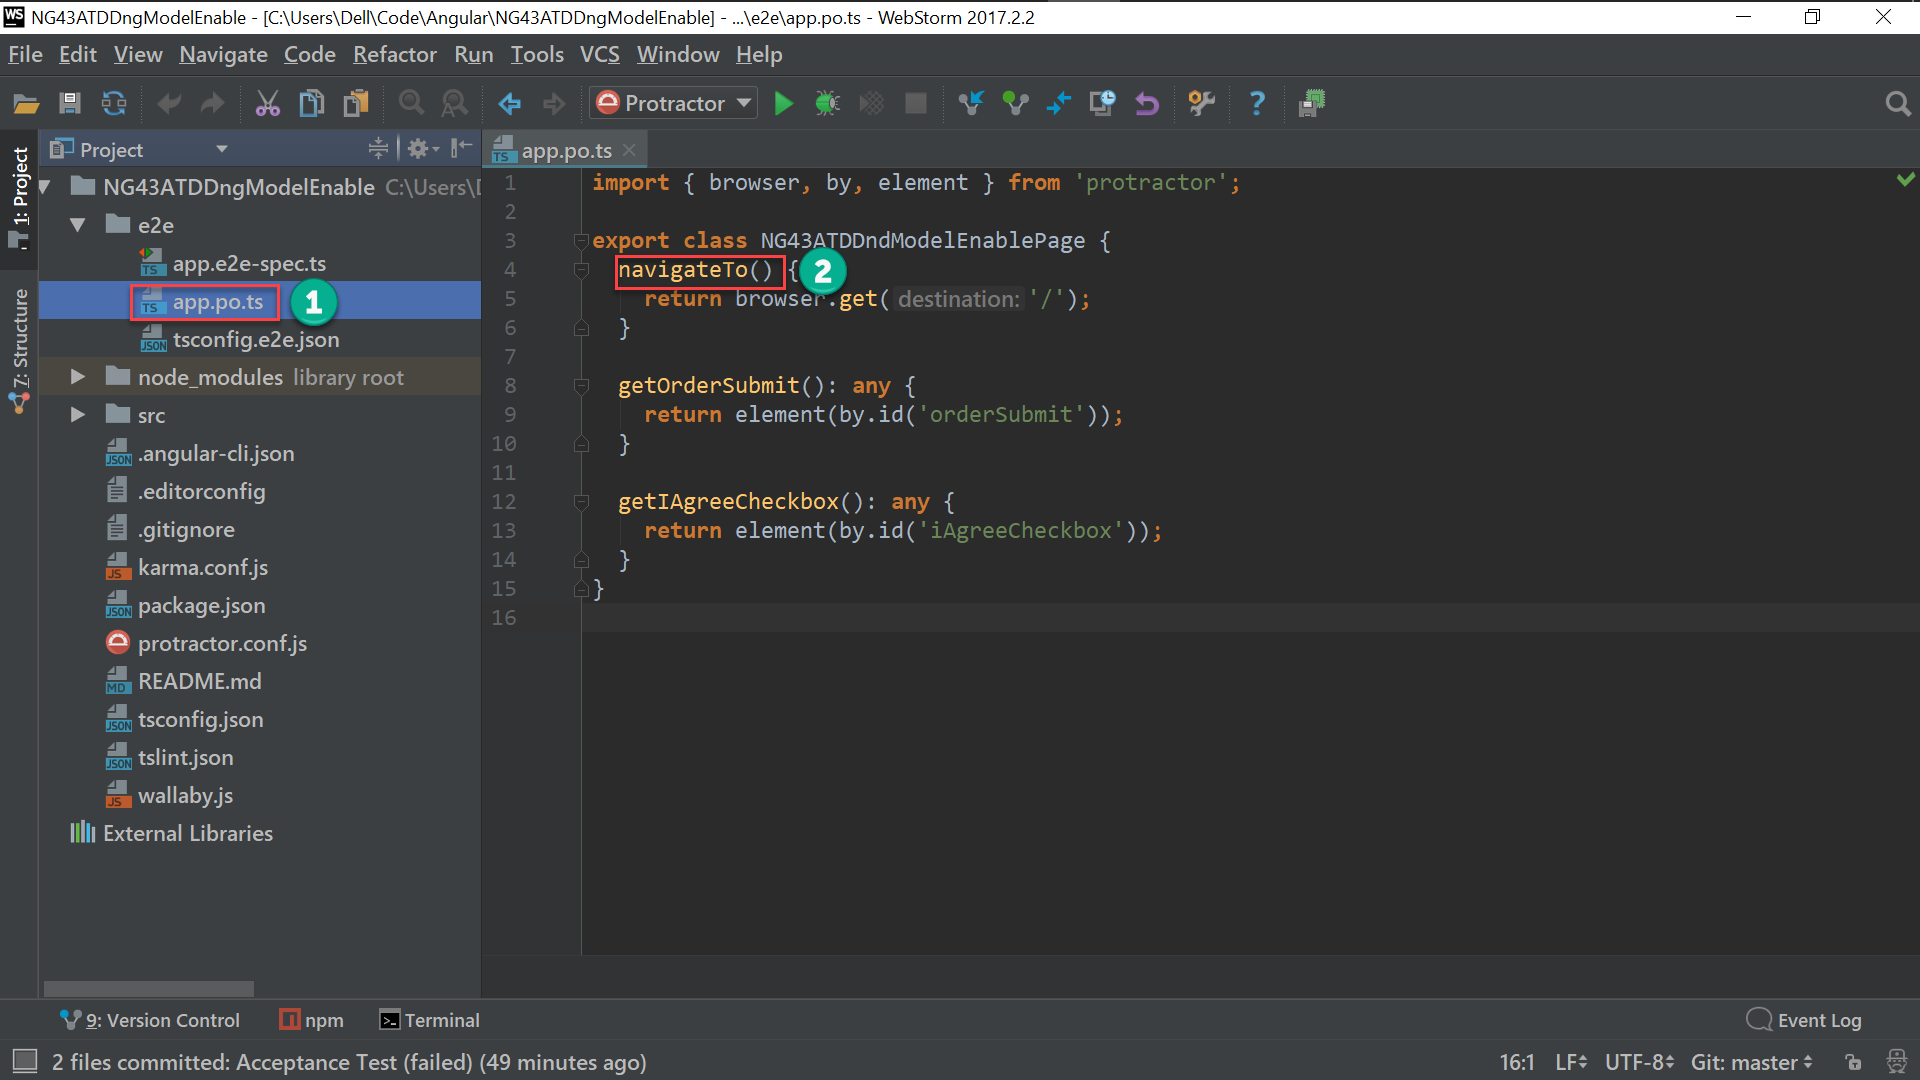 WS NG43ATDDngModelEnable - [C:\Users\Dell\Code\Angular\NG43ATDDngModelEnable] - ...\e2e\app.po.ts - WebStorm 2017.2.2
File Edit View Navigate Code Refactor Run Tools VCS Window Help
Protractor
Project
app.po.ts
1: Project
7: Structure
NG43ATDDngModelEnable C:\Users\
e2e
app.e2e-spec.ts
app.po.ts 1
tsconfig.e2e.json
node_modules library root
src
.angular-cli.json
.editorconfig
.gitignore
karma.conf.js
package.json
protractor.conf.js
README.md
tsconfig.json
tslint.json
wallaby.js
External Libraries
1 import { browser, by, element } from 'protractor';
2
3 export class NG43ATDDndModelEnablePage {
4 navigateTo() { 2
5 return browser.get( destination: '/');
6 }
7
8 getOrderSubmit(): any {
9 return element(by.id('orderSubmit'));
10 }
11
12 getIAgreeCheckbox(): any {
13 return element(by.id('iAgreeCheckbox'));
14 }
15 }
16
9: Version Control npm Terminal Event Log
2 files committed: Acceptance Test (failed) (49 minutes ago) 16:1 LF UTF-8 Git: master